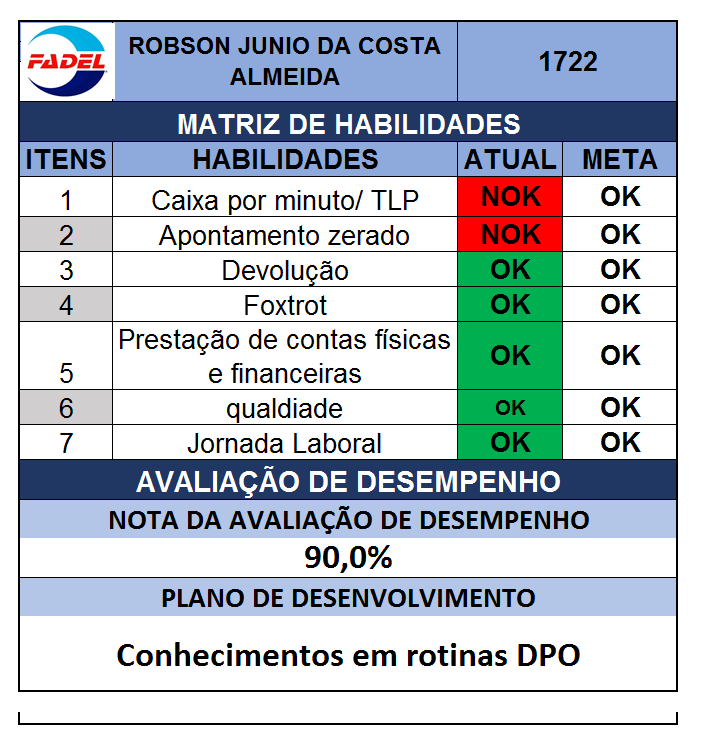 FADEL
ROBSON JUNIO DA COSTA
ALMEIDA
1722
MATRIZ DE HABILIDADES
ITENS HABILIDADES ATUAL META
1 Caixa por minuto/ TLP NOK OK
2 Apontamento zerado NOK OK
3 Devolução OK OK
4 Foxtrot OK OK
5 Prestação de contas físicas
e financeiras OK OK
6 qualdiade OK OK
7 Jornada Laboral OK OK
AVALIAÇÃO DE DESEMPENHO
NOTA DA AVALIAÇÃO DE DESEMPENHO
90,0%
PLANO DE DESENVOLVIMENTO
Conhecimentos em rotinas DPO